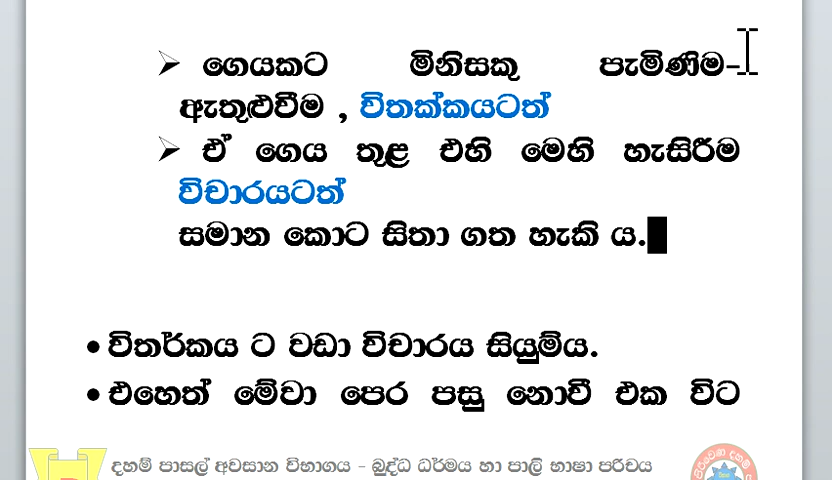 ➢ ගෙයකට මිනිසකු පැමිණිම-
ඇතුළුවීම , විතක්කයටත්
➢ ඒ ගෙය තුළ එහි මෙහි හැසිරීම
විචාරයටත්
සමාන කොට සිතා ගත හැකි ය.
• විතර්කය ට වඩා විචාරය සියුම්ය.
• එහෙත් මේවා පෙර පසු නොවී එක විට
දහම් පාසල් අවසාන විභාගය - බුද්ධ ධර්මය හා පාලි භාෂා පරිචය